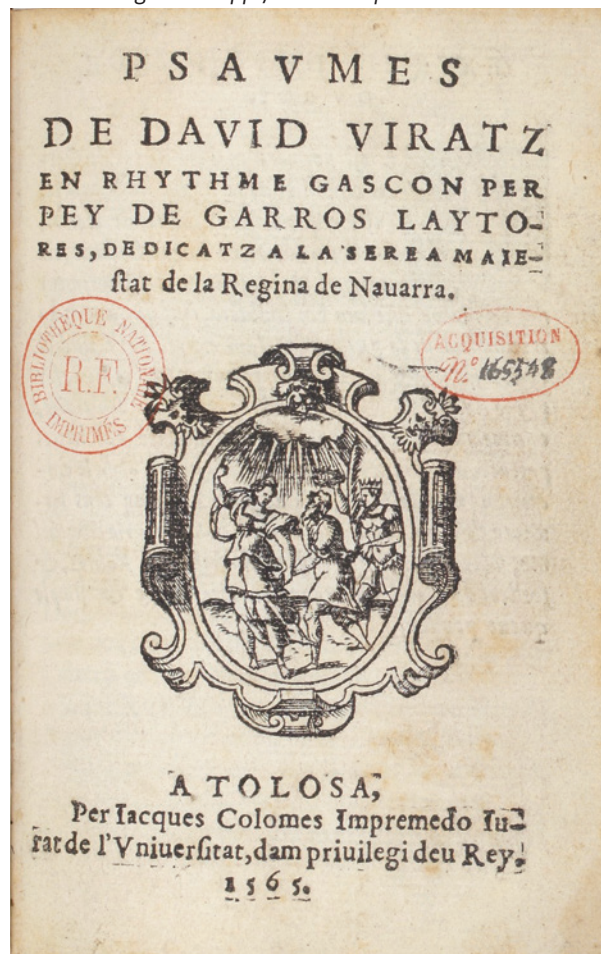 PSAVMES
DE DAVID VIRATZ
EN RHYTHME GASCON PER
PEY DE GARROS LAYTO-
RES, DEDICATZ A LA SEREA MAIE-
stat de la Regina de Nauarra.
BIBLIOTHÈQUE NATIONALE
R.F.
IMPRIMÉS
ACQUISITION
N.º 165548
A TOLOSA,
Per Iacques Colomes Impremedo Iu-
rat de l'Vniuersitat, dam priuilegi deu Rey.
1565.